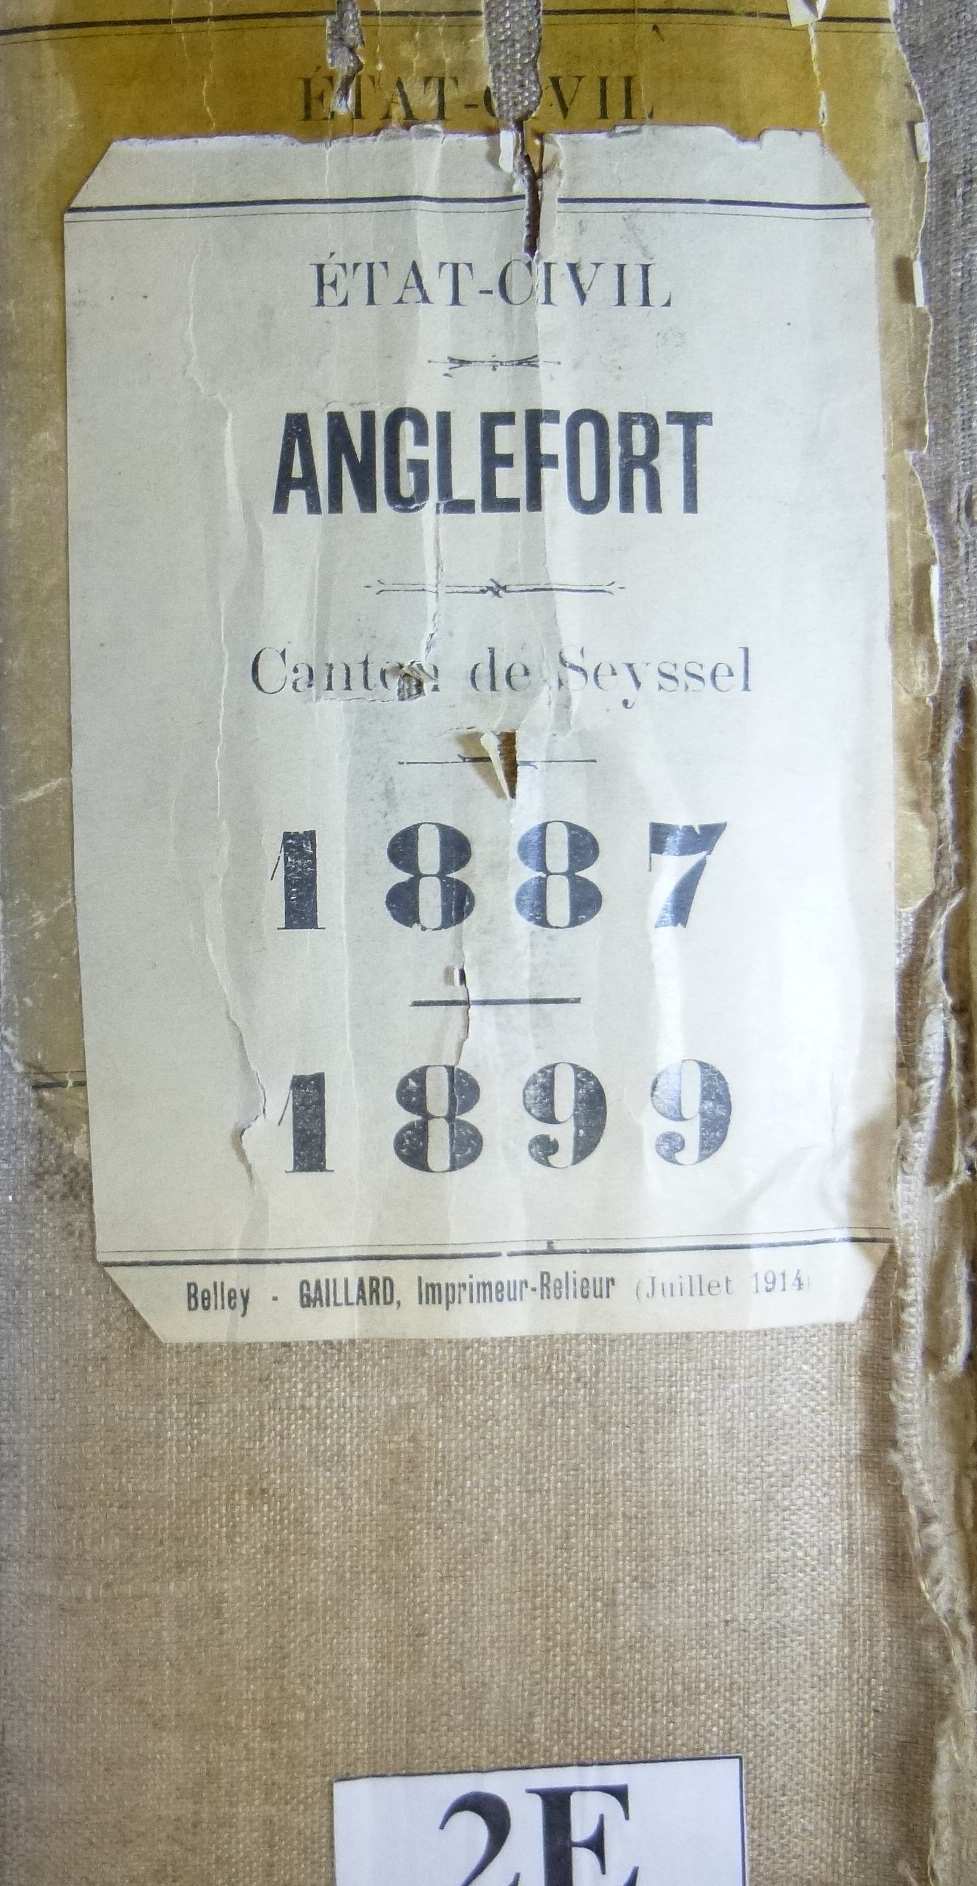 ÉTAT-CIVIL
ÉTAT-CIVIL
ANGLEFORT
Canton de Seyssel
1887
1899
Belley - GAILLARD, Imprimeur-Relieur (Juillet 1914)
2E